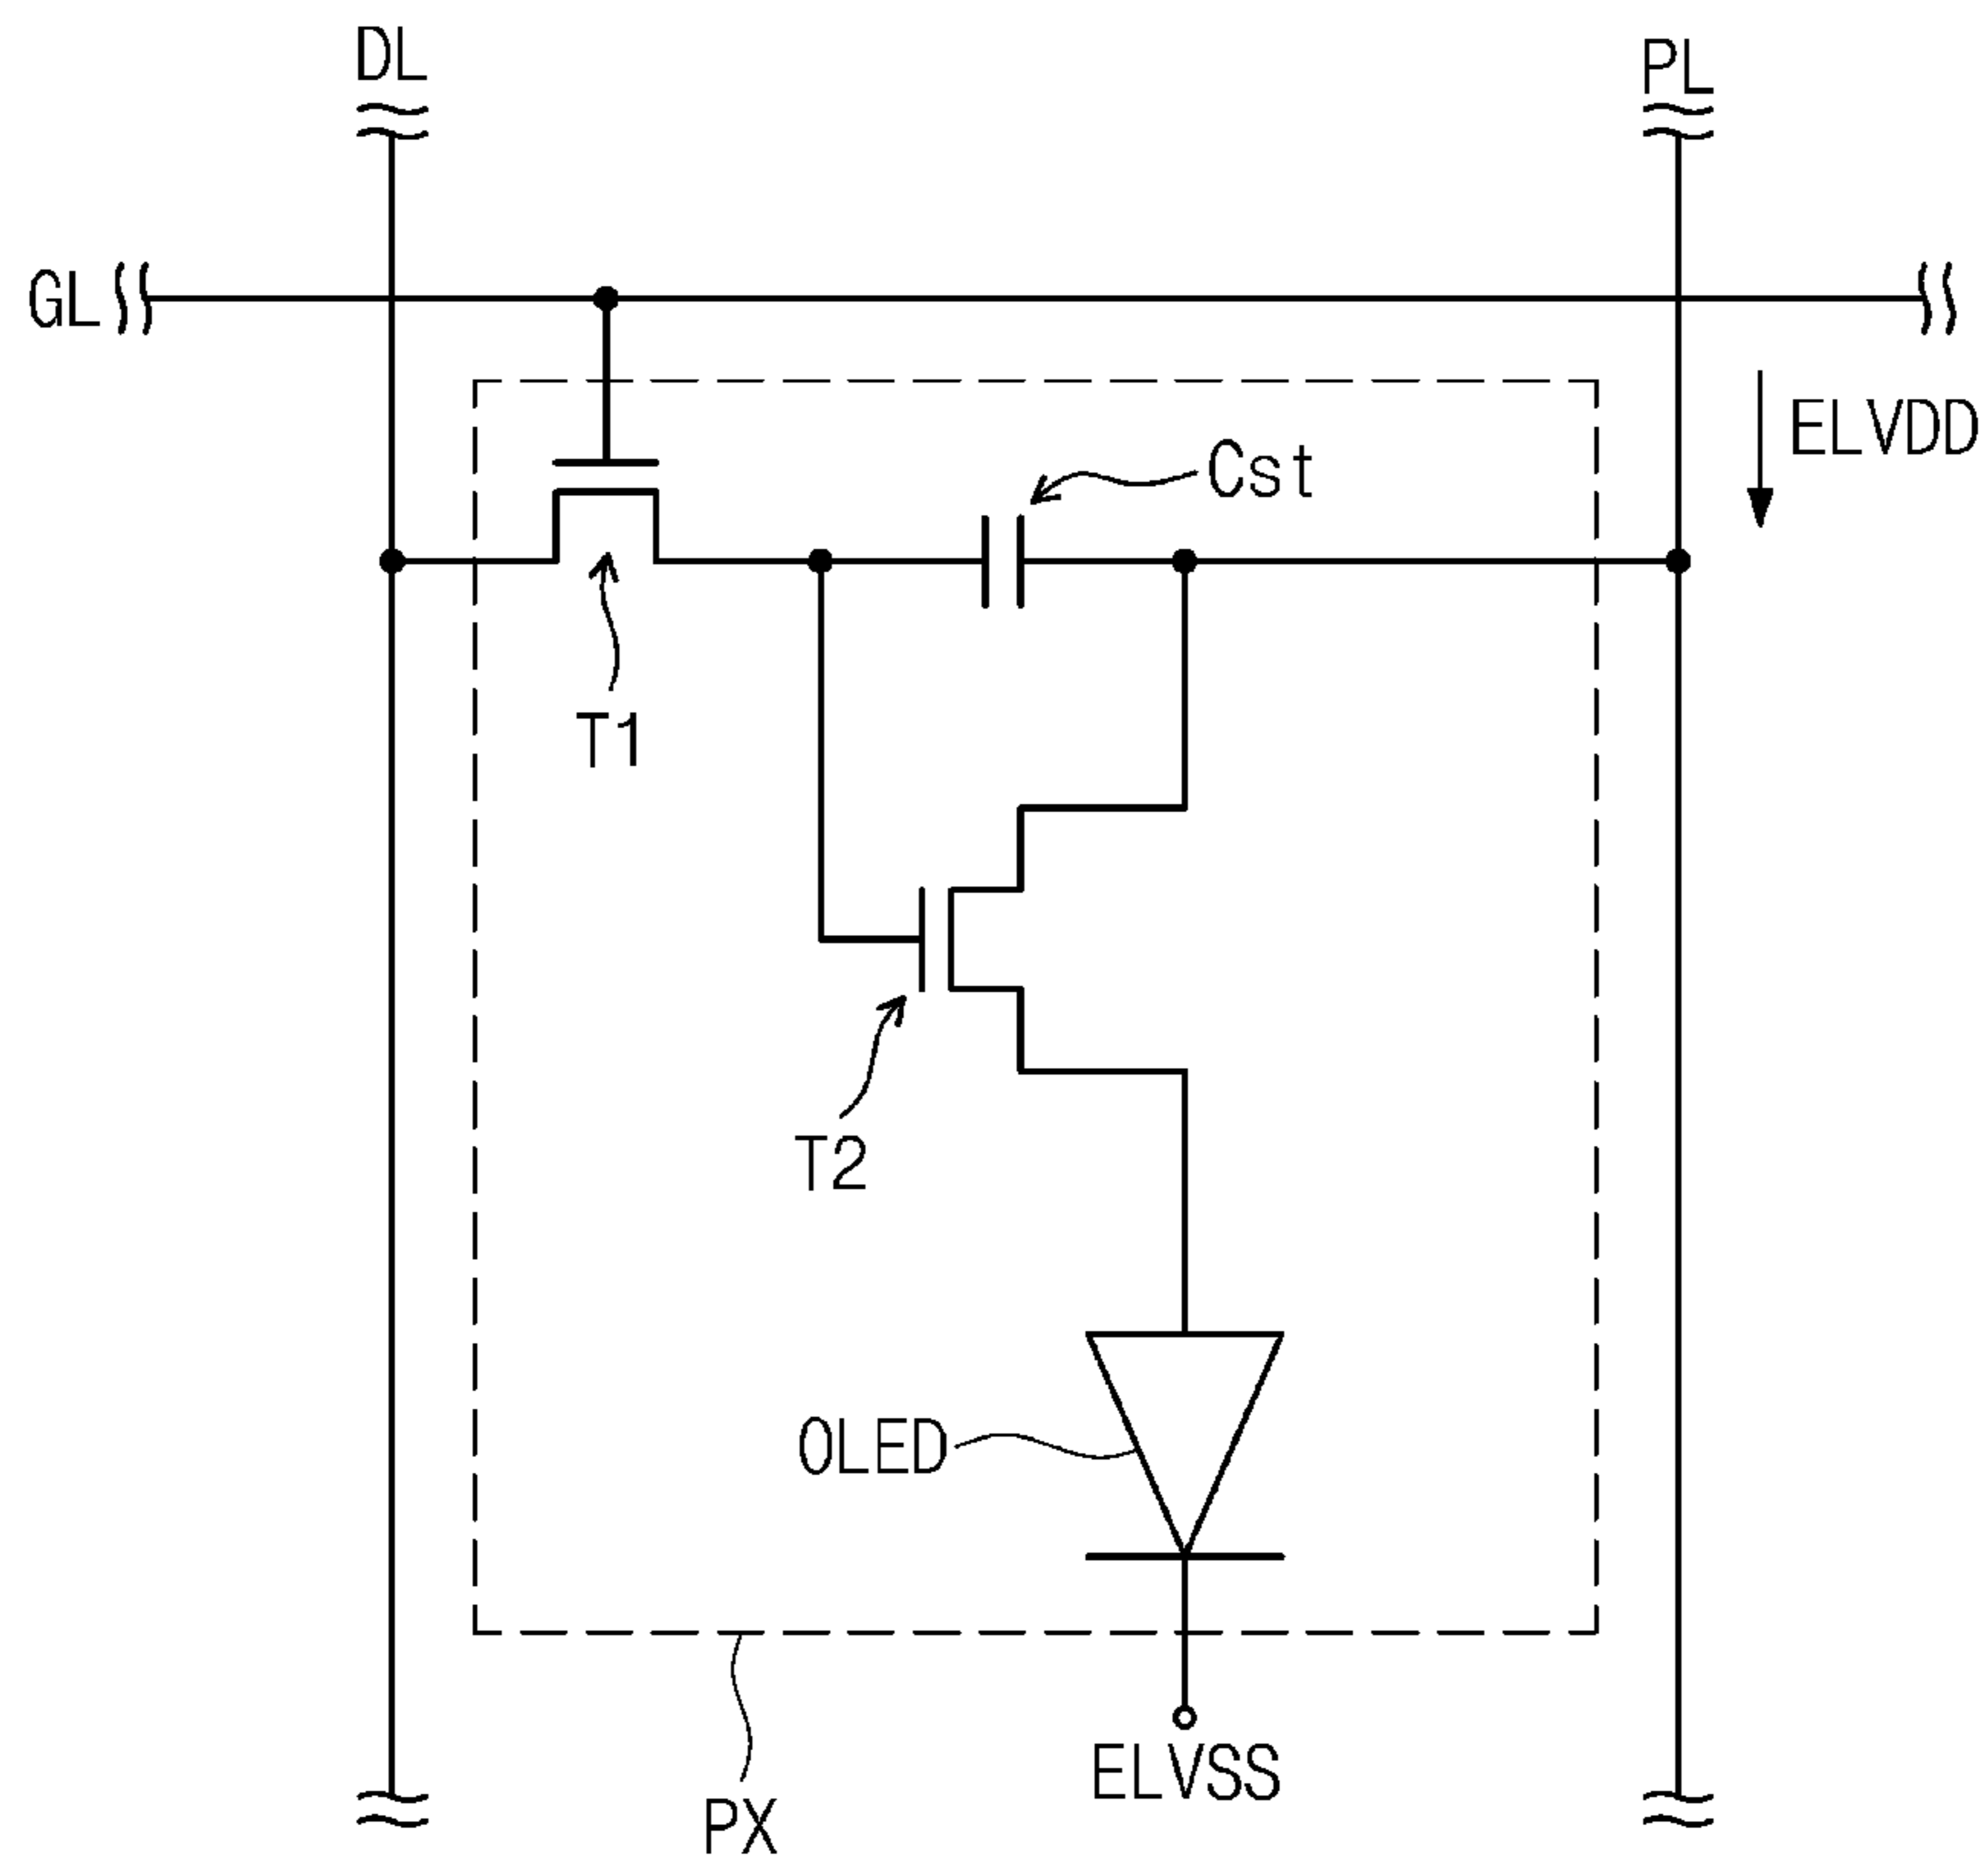 DL
PL
GL
ELVDD
Cst
T1
T2
OLED
ELVSS
PX